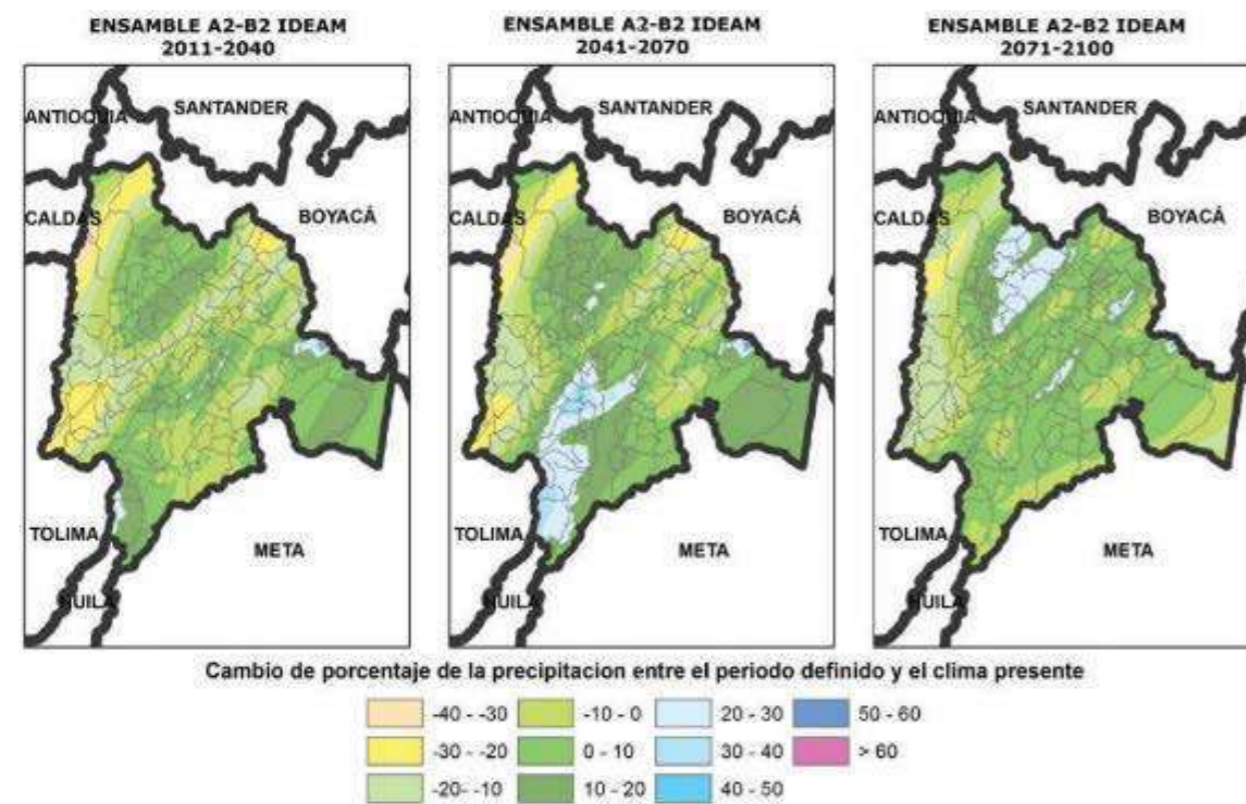 ENSAMBLE A2-B2 IDEAM
2011-2040
ENSAMBLE A2-B2 IDEAM
2041-2070
ENSAMBLE A2-B2 IDEAM
2071-2100
ANTIOQUIA
SANTANDER
CALDAS
BOYACÁ
TOLIMA
META
HUILA
ANTIOQUIA
SANTANDER
CALDAS
BOYACÁ
TOLIMA
META
HUILA
ANTIOQUIA
SANTANDER
CALDAS
BOYACÁ
TOLIMA
META
HUILA
Cambio de porcentaje de la precipitacion entre el periodo definido y el clima presente
-40 - -30
-10 - 0
20 - 30
50 - 60
-30 - -20
0 - 10
30 - 40
> 60
-20- -10
10 - 20
40 - 50